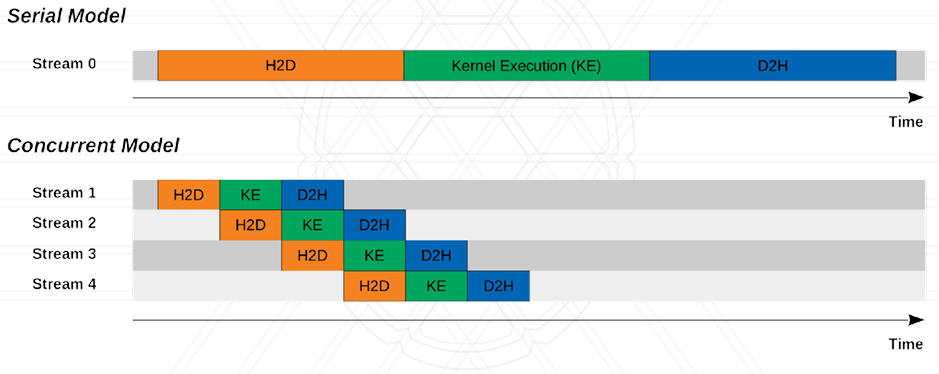 Serial Model
Stream 0 H2D Kernel Execution (KE) D2H
Time
Concurrent Model
Stream 1 H2D KE D2H
Stream 2 H2D KE D2H
Stream 3 H2D KE D2H
Stream 4 H2D KE D2H
Time